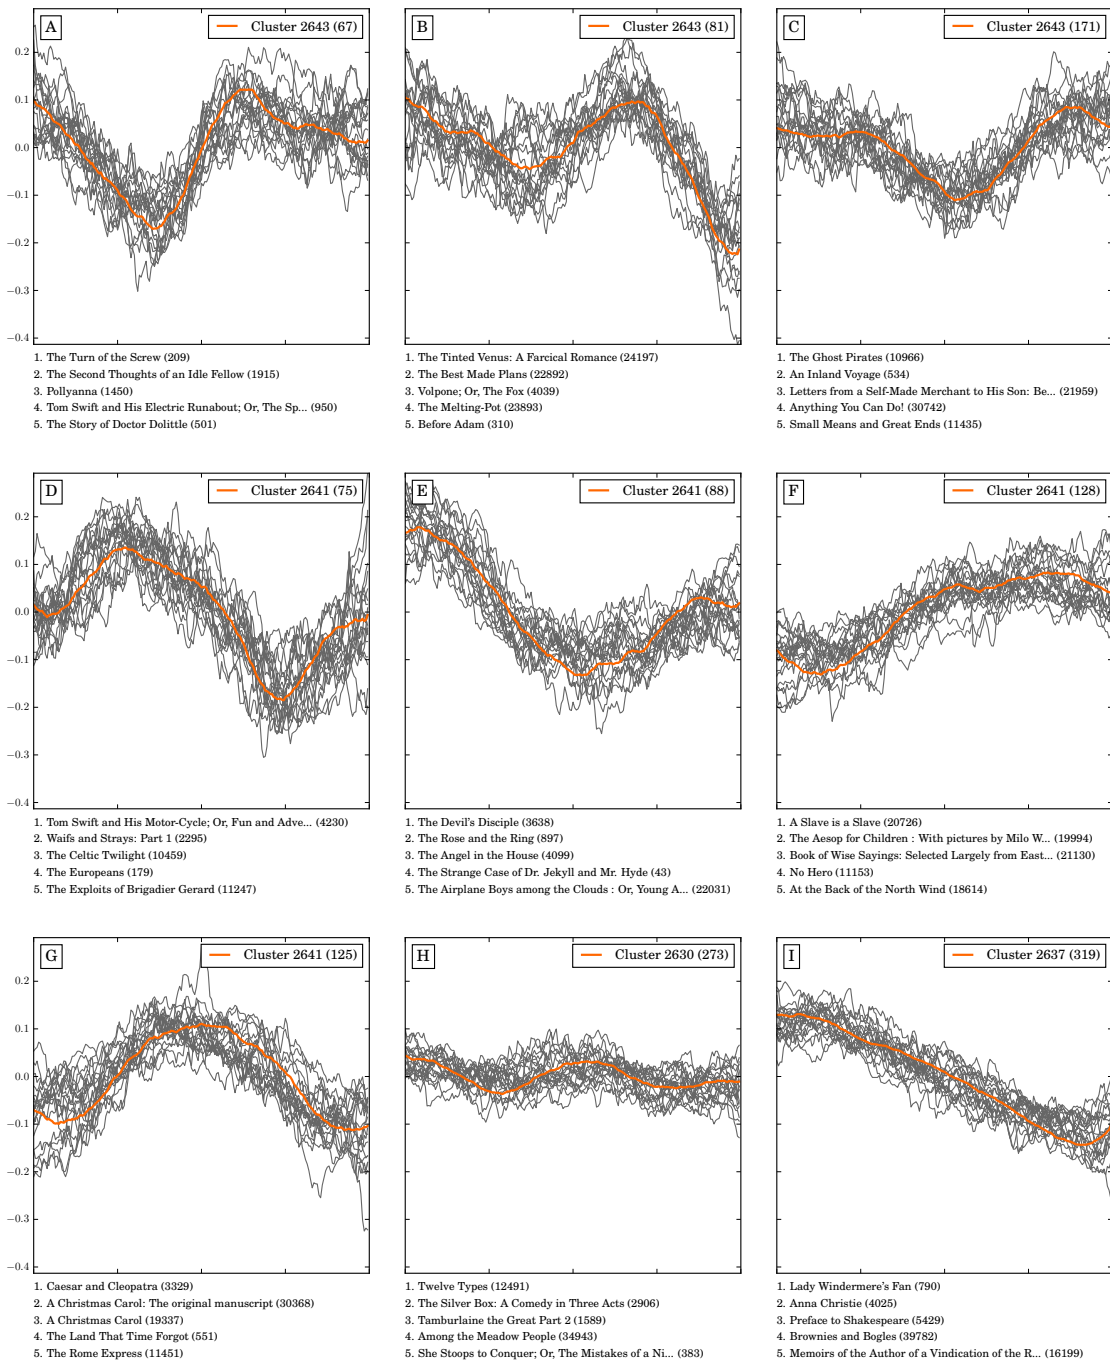 A
Cluster 2643 (67)
B
Cluster 2643 (81)
C
Cluster 2643 (171)
0.2
0.1
0.0
−0.1
−0.2
−0.3
−0.4
1. The Turn of the Screw (209)
2. The Second Thoughts of an Idle Fellow (1915)
3. Pollyanna (1450)
4. Tom Swift and His Electric Runabout; Or, The Sp... (950)
5. The Story of Doctor Dolittle (501)
1. The Tinted Venus: A Farcical Romance (24197)
2. The Best Made Plans (22892)
3. Volpone; Or, The Fox (4039)
4. The Melting-Pot (23893)
5. Before Adam (310)
1. The Ghost Pirates (10966)
2. An Inland Voyage (534)
3. Letters from a Self-Made Merchant to His Son: Be... (21959)
4. Anything You Can Do! (30742)
5. Small Means and Great Ends (11435)
D
Cluster 2641 (75)
E
Cluster 2641 (88)
F
Cluster 2641 (128)
0.2
0.1
0.0
−0.1
−0.2
−0.3
−0.4
1. Tom Swift and His Motor-Cycle; Or, Fun and Adve... (4230)
2. Waifs and Strays: Part 1 (2295)
3. The Celtic Twilight (10459)
4. The Europeans (179)
5. The Exploits of Brigadier Gerard (11247)
1. The Devil's Disciple (3638)
2. The Rose and the Ring (897)
3. The Angel in the House (4099)
4. The Strange Case of Dr. Jekyll and Mr. Hyde (43)
5. The Airplane Boys among the Clouds : Or, Young A... (22031)
1. A Slave is a Slave (20726)
2. The Aesop for Children : With pictures by Milo W... (19994)
3. Book of Wise Sayings: Selected Largely from East... (21130)
4. No Hero (11153)
5. At the Back of the North Wind (18614)
G
Cluster 2641 (125)
H
Cluster 2630 (273)
I
Cluster 2637 (319)
0.2
0.1
0.0
−0.1
−0.2
−0.3
−0.4
1. Caesar and Cleopatra (3329)
2. A Christmas Carol: The original manuscript (30368)
3. A Christmas Carol (19337)
4. The Land That Time Forgot (551)
5. The Rome Express (11451)
1. Twelve Types (12491)
2. The Silver Box: A Comedy in Three Acts (2906)
3. Tamburlaine the Great Part 2 (1589)
4. Among the Meadow People (34943)
5. She Stoops to Conquer; Or, The Mistakes of a Ni... (383)
1. Lady Windermere's Fan (790)
2. Anna Christie (4025)
3. Preface to Shakespeare (5429)
4. Brownies and Bogles (39782)
5. Memoirs of the Author of a Vindication of the R... (16199)